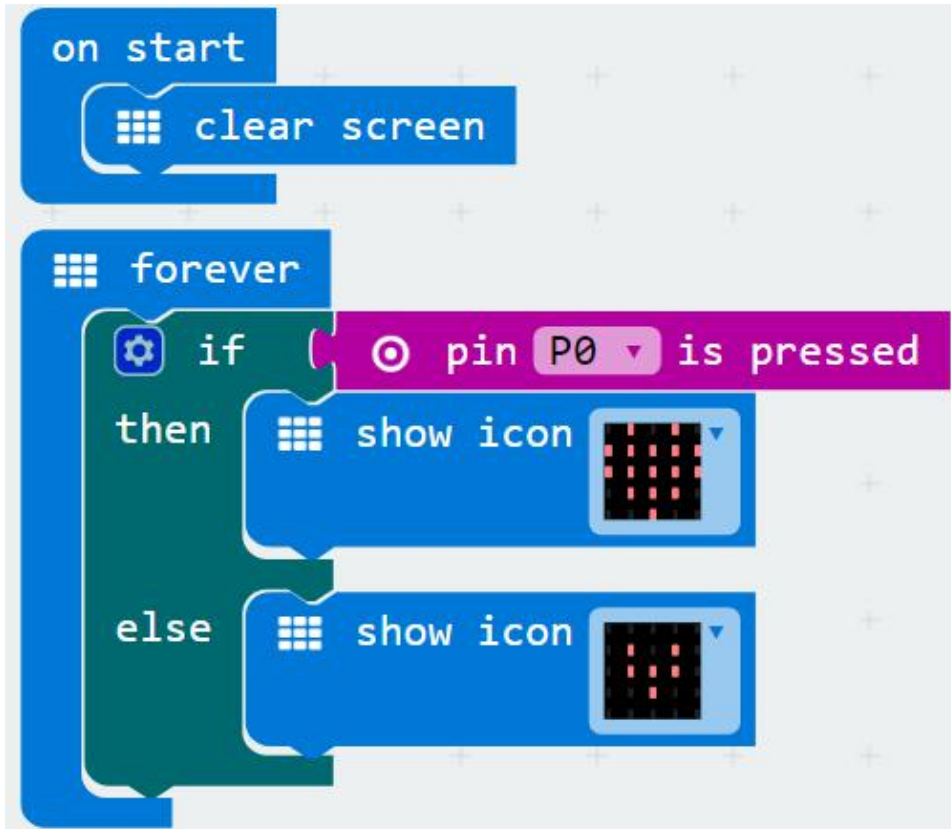 on start
clear screen
forever
if pin P0 is pressed
then show icon
else show icon